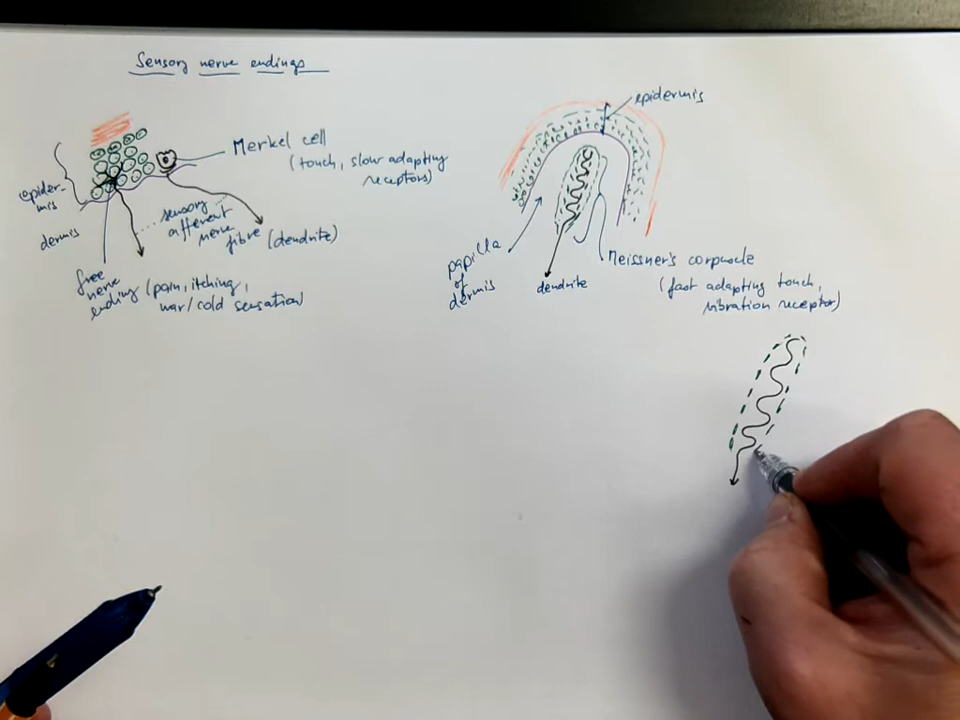 Sensory nerve endings
epidermis
Merkel cell
(touch, slow adapting
receptors)
epider-
mis
dermis
sensory
afferent
nerve
fibre (dendrite)
free
nerve
ending (pain, itching,
war/cold sensation)
papilla
of
dermis
dendrite
Meissner's corpuscle
(fast adapting touch,
vibration receptor)